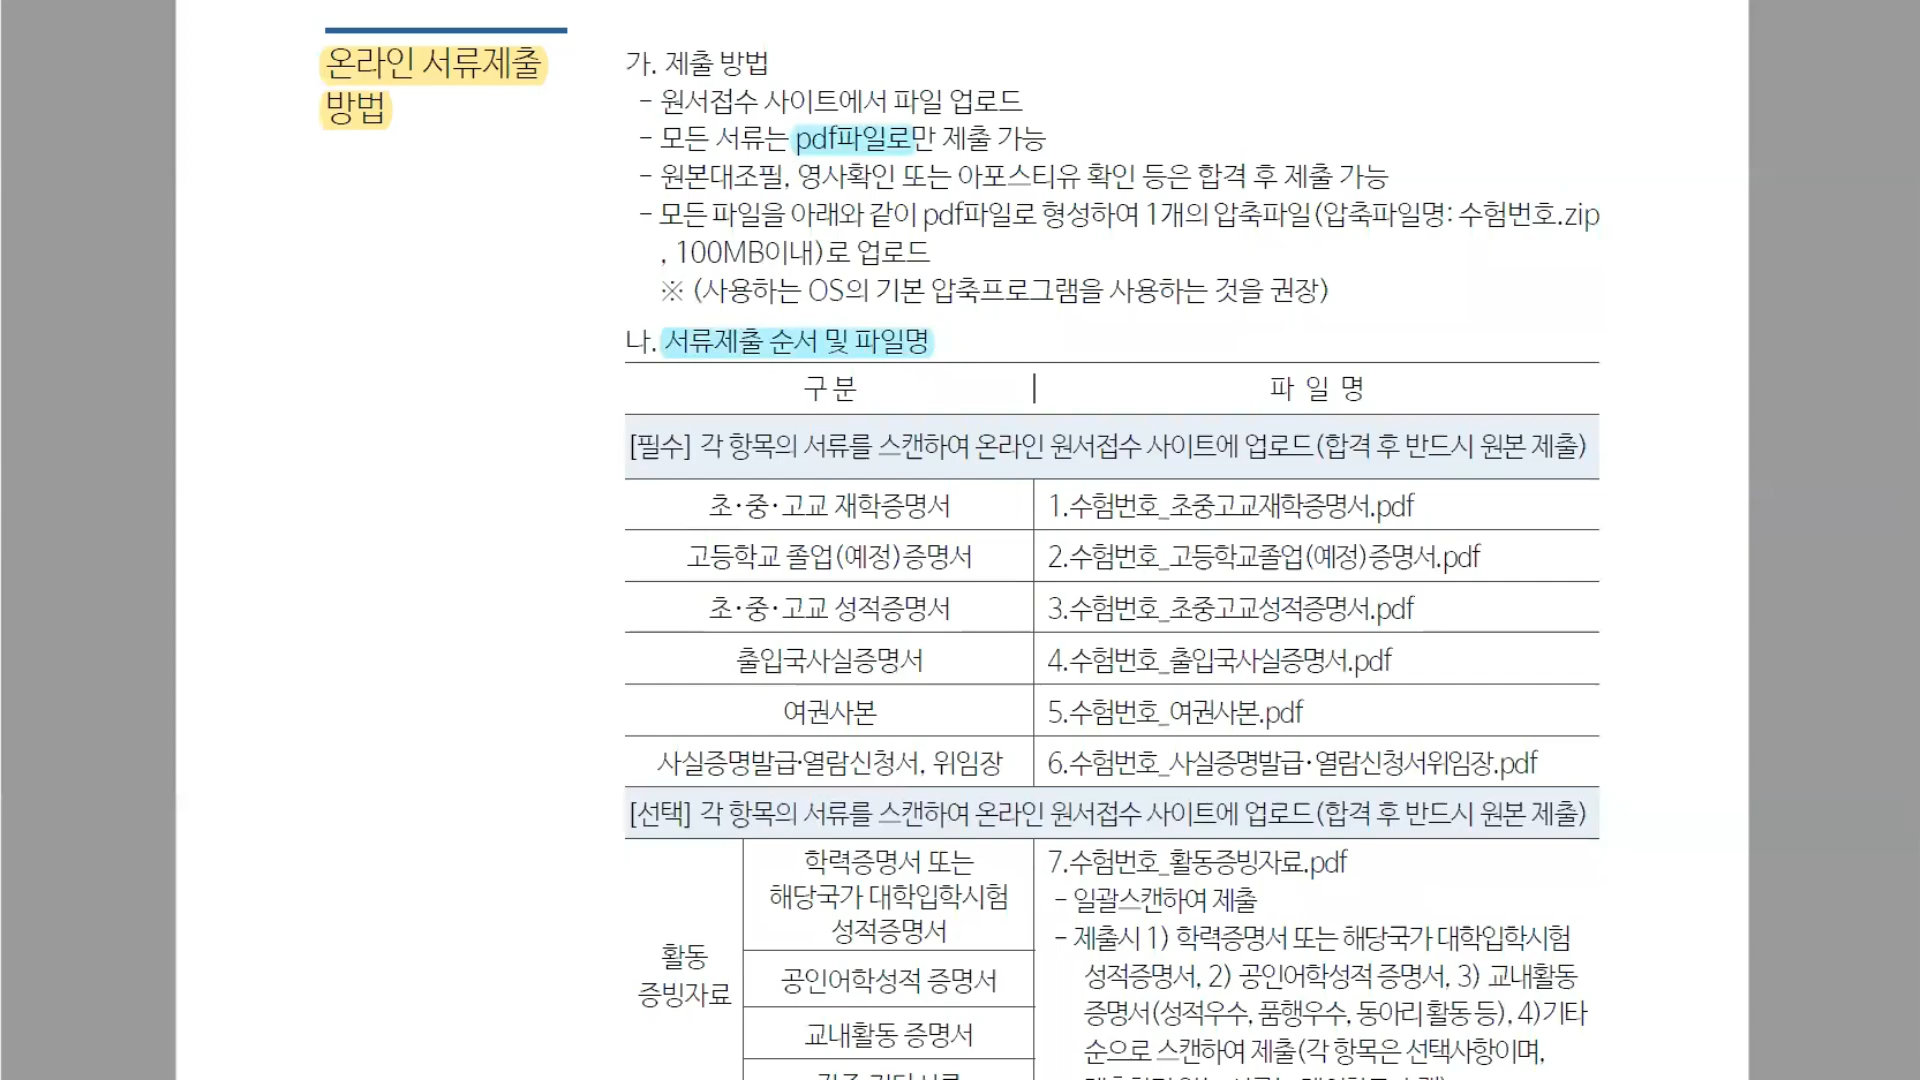 온라인 서류제출
방법
가. 제출 방법
- 원서접수 사이트에서 파일 업로드
- 모든 서류는 pdf파일로만 제출 가능
- 원본대조필, 영사확인 또는 아포스티유 확인 등은 합격 후 제출 가능
- 모든 파일을 아래와 같이 pdf파일로 형성하여 1개의 압축파일(압축파일명: 수험번호.zip
, 100MB이내)로 업로드
※ (사용하는 OS의 기본 압축프로그램을 사용하는 것을 권장)
나. 서류제출 순서 및 파일명
구 분 파 일 명
[필수] 각 항목의 서류를 스캔하여 온라인 원서접수 사이트에 업로드(합격 후 반드시 원본 제출)
초·중·고교 재학증명서 1.수험번호_초중고교재학증명서.pdf
고등학교 졸업(예정)증명서 2.수험번호_고등학교졸업(예정)증명서.pdf
초·중·고교 성적증명서 3.수험번호_초중고교성적증명서.pdf
출입국사실증명서 4.수험번호_출입국사실증명서.pdf
여권사본 5.수험번호_여권사본.pdf
사실증명발급·열람신청서, 위임장 6.수험번호_사실증명발급·열람신청서위임장.pdf
[선택] 각 항목의 서류를 스캔하여 온라인 원서접수 사이트에 업로드(합격 후 반드시 원본 제출)
활동
증빙자료
학력증명서 또는
해당국가 대학입학시험
성적증명서
공인어학성적 증명서
교내활동 증명서
7.수험번호_활동증빙자료.pdf
- 일괄스캔하여 제출
- 제출시 1) 학력증명서 또는 해당국가 대학입학시험
성적증명서, 2) 공인어학성적 증명서, 3) 교내활동
증명서(성적우수, 품행우수, 동아리 활동 등), 4)기타
순으로 스캔하여 제출(각 항목은 선택사항이며,